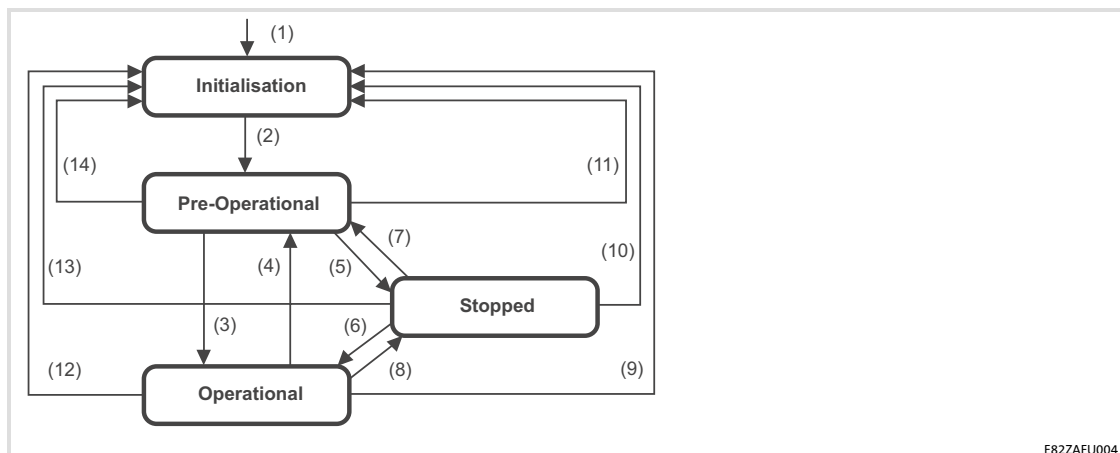 (1)
Initialisation
(2)
(14)
(11)
Pre-Operational
(7)
(10)
(13)
(4)
(5)
Stopped
(3)
(6)
(12)
(8)
(9)
Operational
E82ZAFU004